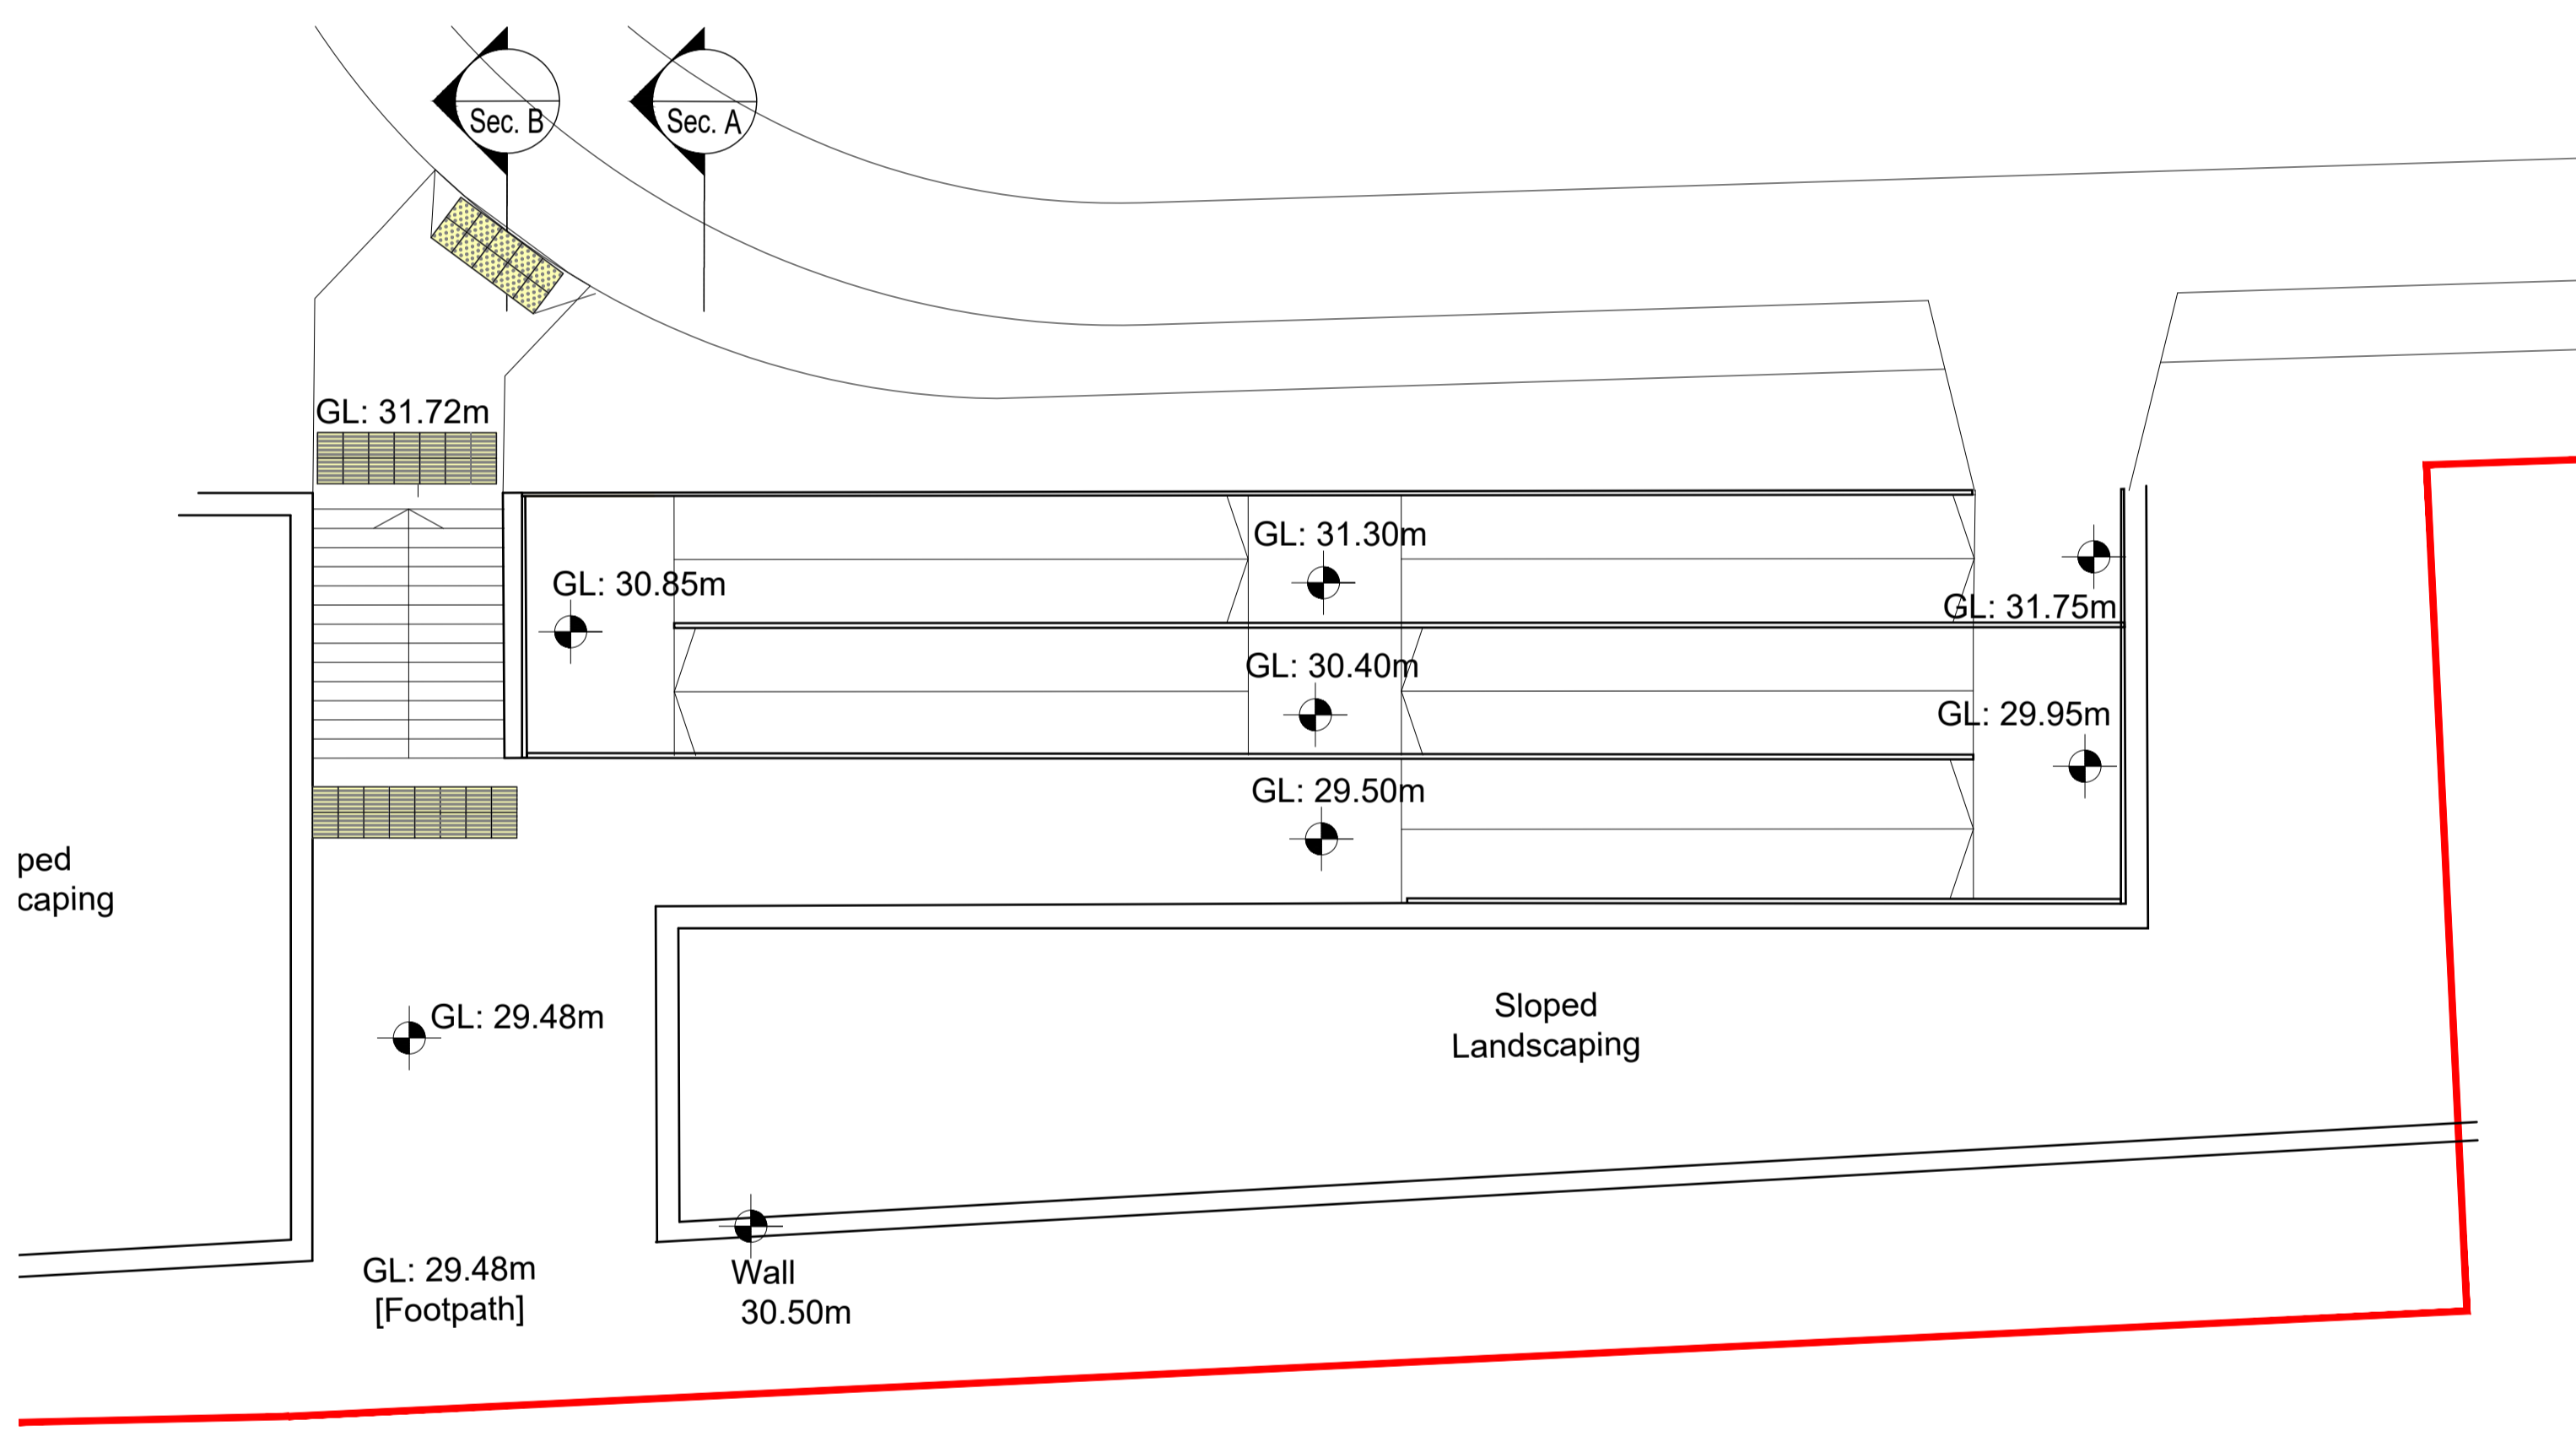 Sec. B
Sec. A
GL: 31.72m
GL: 31.30m
GL: 30.85m
GL: 31.75m
GL: 30.40m
GL: 29.95m
GL: 29.50m
ped
caping
GL: 29.48m
Sloped
Landscaping
GL: 29.48m
[Footpath]
Wall
30.50m